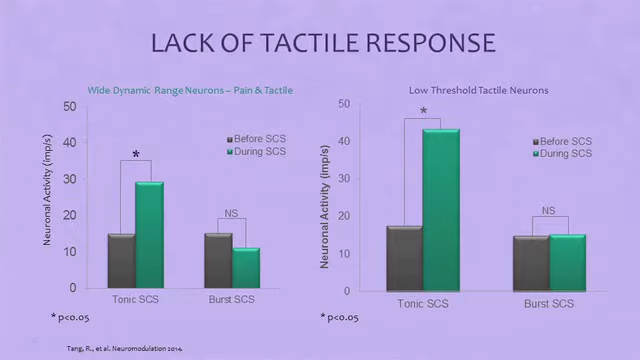 LACK OF TACTILE RESPONSE
Wide Dynamic Range Neurons – Pain & Tactile
Neuronal Activity (imp/s)
50
40
30
20
10
0
*
NS
Before SCS
During SCS
Tonic SCS
Burst SCS
* p<0.05
Low Threshold Tactile Neurons
Neuronal Activity (imp/s)
50
40
30
20
10
0
*
NS
Before SCS
During SCS
Tonic SCS
Burst SCS
* p<0.05
Tang, R., et al. Neuromodulation 2014